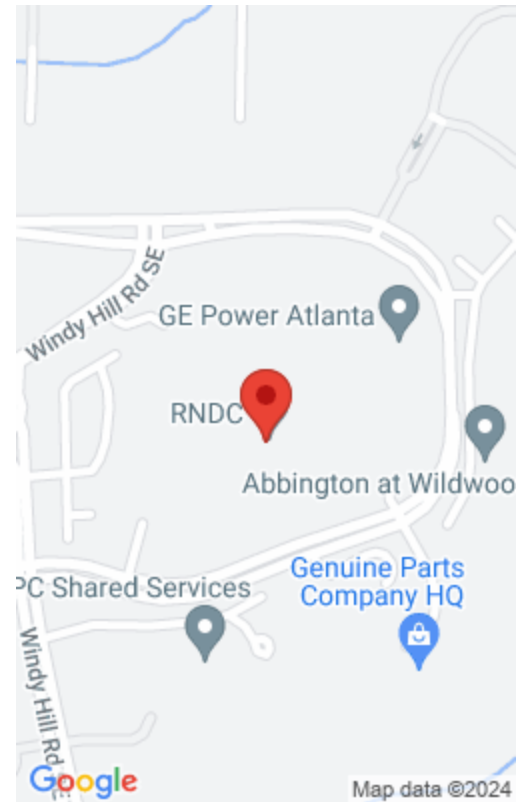 Windy Hill Rd SE
GE Power Atlanta
RNDC
Abbington at Wildwoo
Genuine Parts
Company HQ
PC Shared Services
Windy Hill Rd SE
Google
Map data ©2024